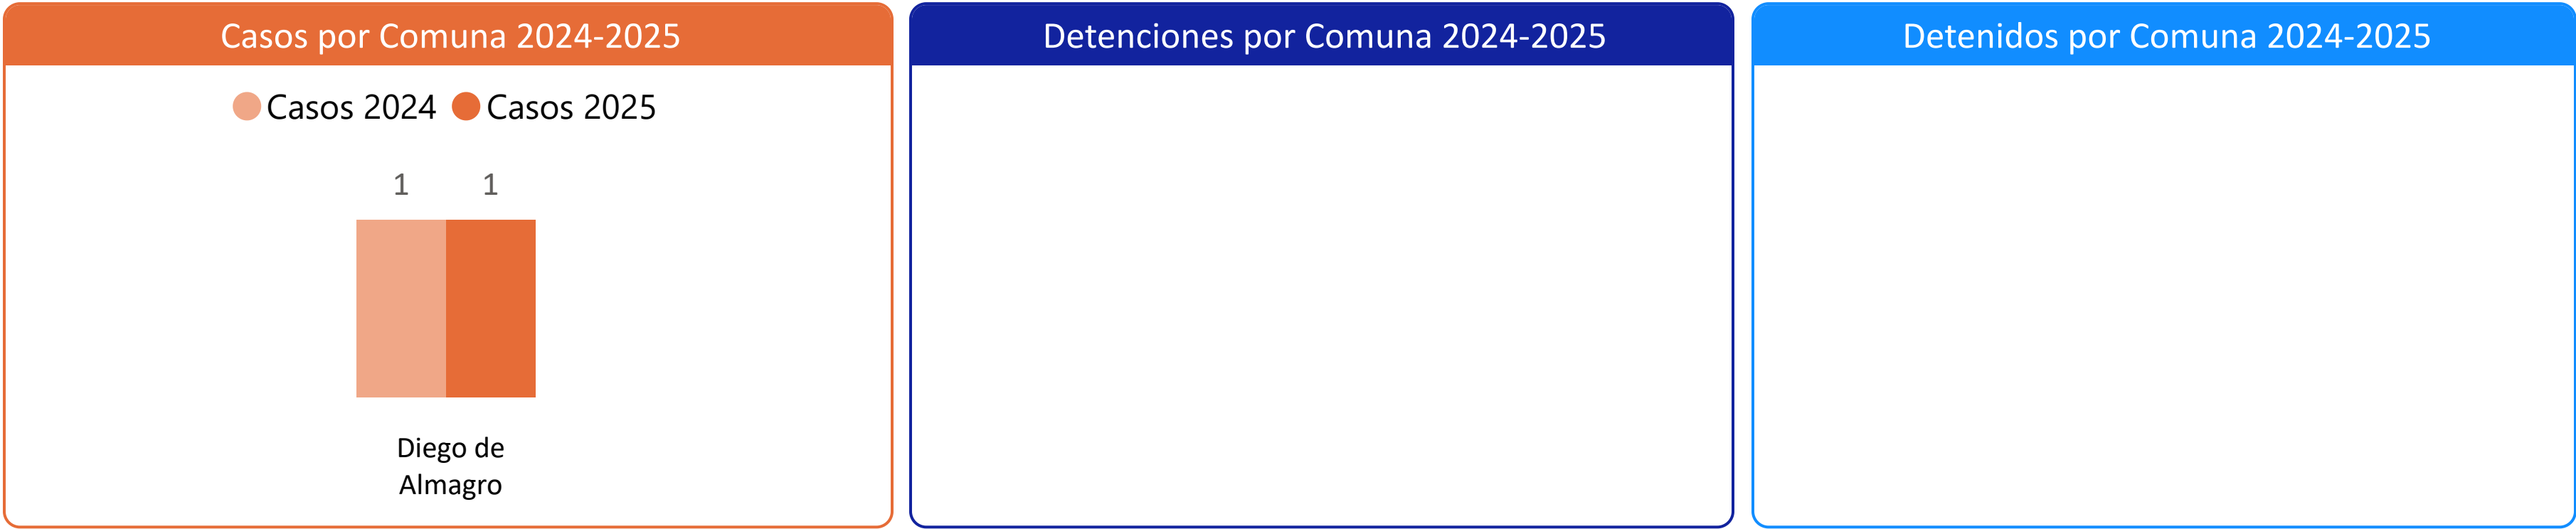 Casos por Comuna 2024-2025
Casos 2024 Casos 2025
1 1
Diego de
Almagro
Detenciones por Comuna 2024-2025
Detenidos por Comuna 2024-2025